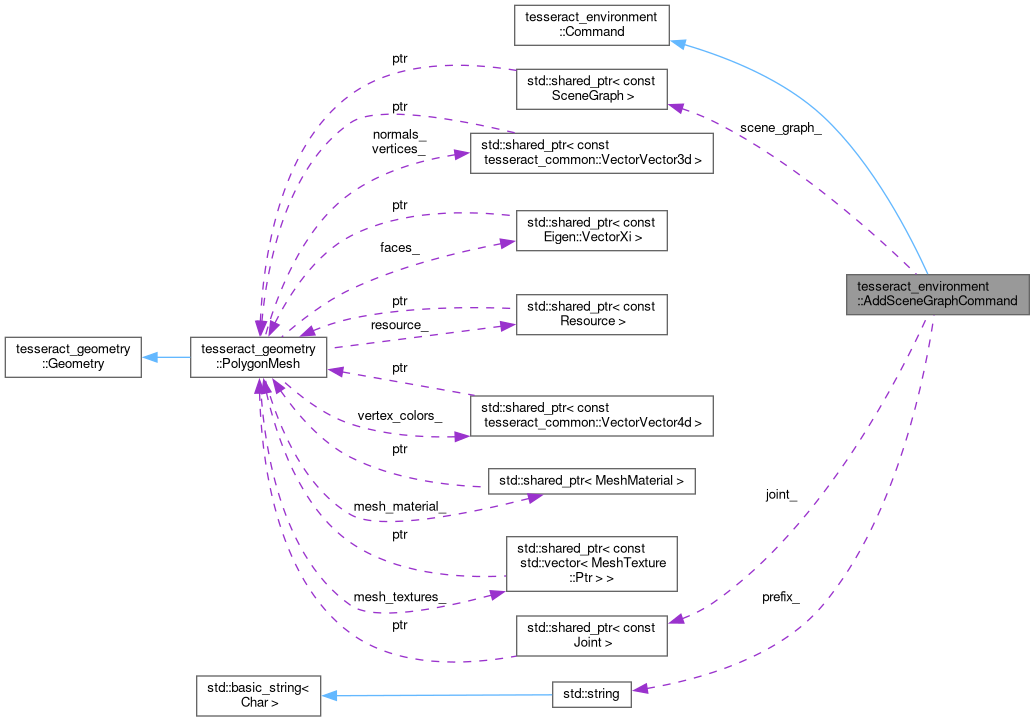 tesseract_environment
::Command
ptr
std::shared_ptr< const
SceneGraph >
ptr
scene_graph_
normals_
vertices_
std::shared_ptr< const
tesseract_common::VectorVector3d >
ptr
std::shared_ptr< const
Eigen::VectorXi >
faces_
tesseract_environment
::AddSceneGraphCommand
ptr
std::shared_ptr< const
Resource >
resource_
tesseract_geometry
::Geometry
tesseract_geometry
::PolygonMesh
ptr
std::shared_ptr< const
tesseract_common::VectorVector4d >
vertex_colors_
ptr
std::shared_ptr< MeshMaterial >
joint_
mesh_material_
ptr
std::shared_ptr< const
std::vector< MeshTexture
::Ptr > >
mesh_textures_
prefix_
ptr
std::shared_ptr< const
Joint >
std::basic_string<
Char >
std::string